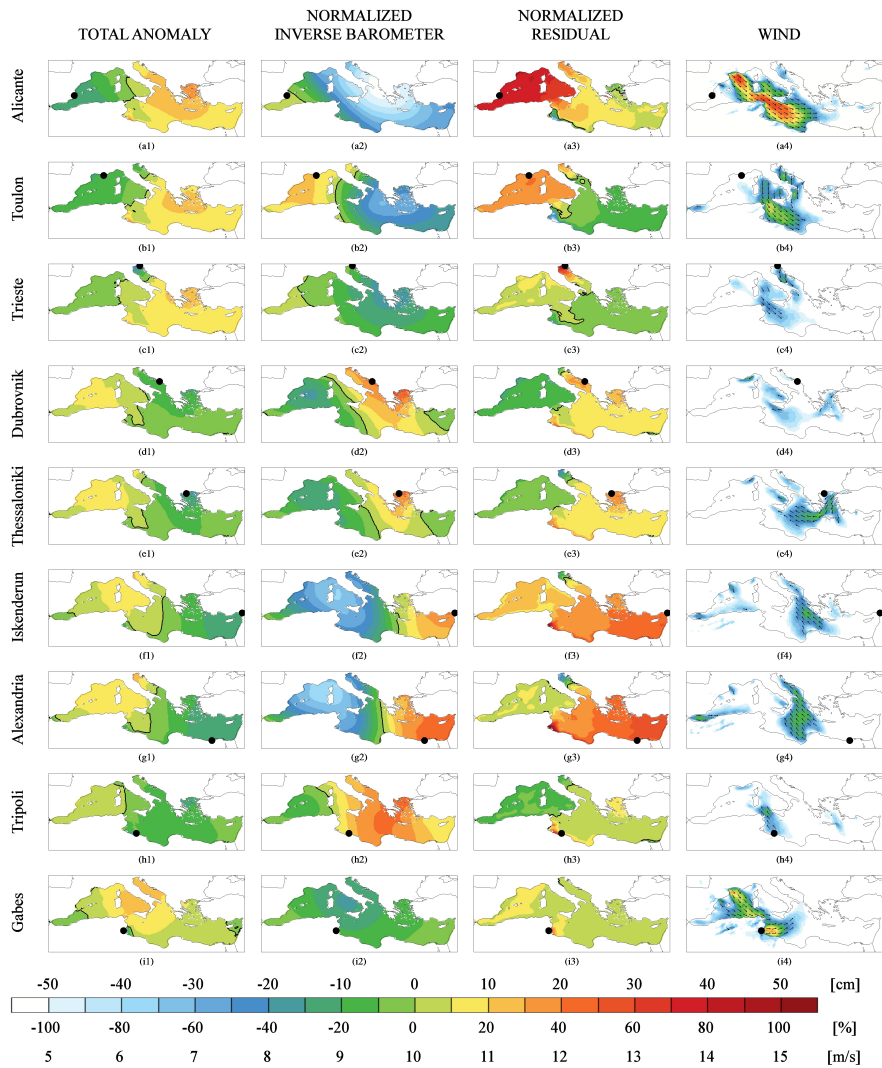 TOTAL ANOMALY
NORMALIZED
INVERSE BAROMETER
NORMALIZED
RESIDUAL
WIND
Alicante
(a1) (a2) (a3) (a4)
Toulon
(b1) (b2) (b3) (b4)
Trieste
(c1) (c2) (c3) (c4)
Dubrovnik
(d1) (d2) (d3) (d4)
Thessaloniki
(e1) (e2) (e3) (e4)
Iskenderun
(f1) (f2) (f3) (f4)
Alexandria
(g1) (g2) (g3) (g4)
Tripoli
(h1) (h2) (h3) (h4)
Gabes
(i1) (i2) (i3) (i4)
-50 -40 -30 -20 -10 0 10 20 30 40 50 [cm]
-100 -80 -60 -40 -20 0 20 40 60 80 100 [%]
5 6 7 8 9 10 11 12 13 14 15 [m/s]